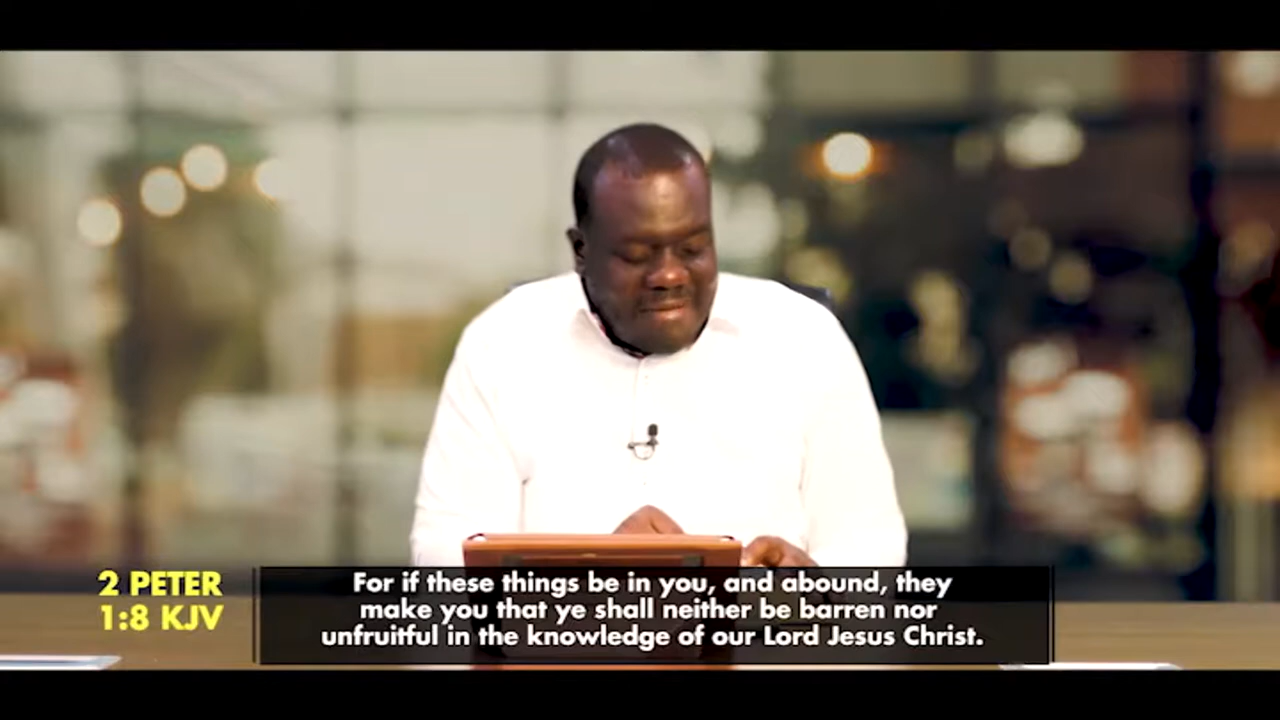 2 PETER
1:8 KJV
For if these things be in you, and abound, they
make you that ye shall neither be barren nor
unfruitful in the knowledge of our Lord Jesus Christ.